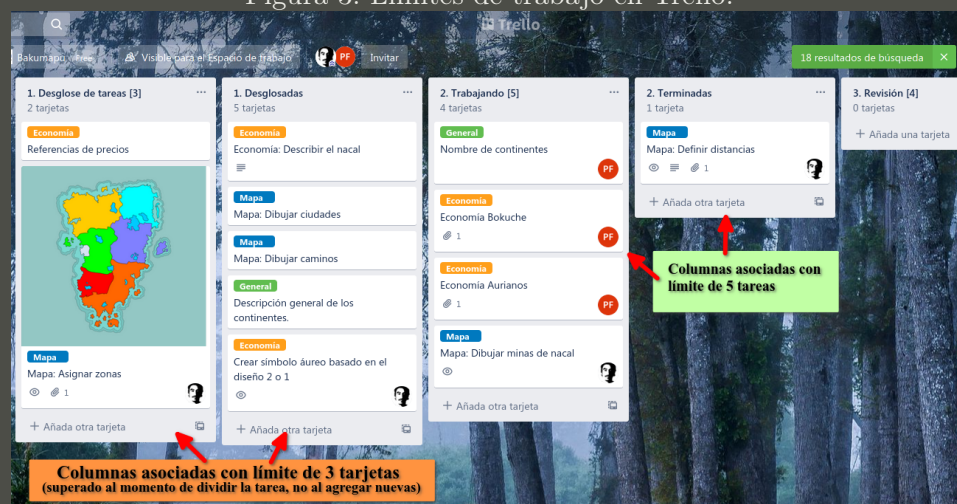 Figura 3: Límites de trabajo en Trello.
Trello
Bakumapu Free
Visible para el Espacio de trabajo
PF
Invitar
18 resultados de búsqueda
1. Desglose de tareas [3]
2 tarjetas
Economía
Referencias de precios
Mapa
Mapa: Asignar zonas
1
+ Añada otra tarjeta
1. Desglosadas
5 tarjetas
Economía
Economía: Describir el nacal
Mapa
Mapa: Dibujar ciudades
Mapa
Mapa: Dibujar caminos
General
Descripción general de los
continentes.
Economía
Crear símbolo áureo basado en el
diseño 2 o 1
+ Añada otra tarjeta
2. Trabajando [5]
4 tarjetas
General
Nombre de continentes
PF
Economía
Economia Bokuche
1
PF
Economía
Economía Aurianos
1
PF
Mapa
Mapa: Dibujar minas de nacal
+ Añada otra tarjeta
2. Terminadas
1 tarjeta
Mapa
Mapa: Definir distancias
1
+ Añada otra tarjeta
3. Revisión [4]
0 tarjetas
+ Añada una tarjeta
Columnas asociadas con
límite de 5 tareas
Columnas asociadas con límite de 3 tarjetas
(superado al momento de dividir la tarea, no al agregar nuevas)